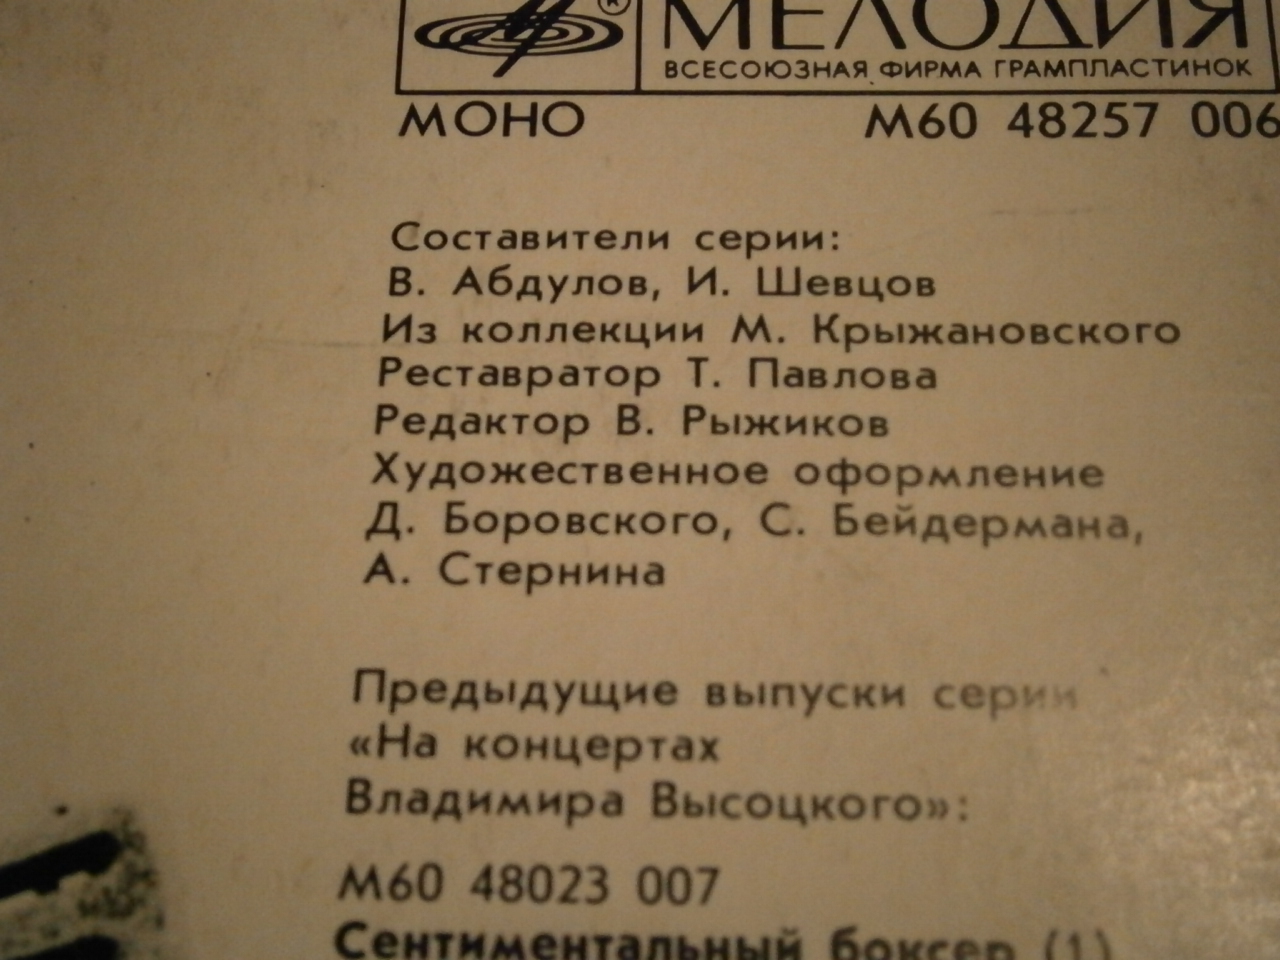 МЕЛОДИЯ
ВСЕСОЮЗНАЯ ФИРМА ГРАМПЛАСТИНОК
МОНО М60 48257 006
Составители серии:
В. Абдулов, И. Шевцов
Из коллекции М. Крыжановского
Реставратор Т. Павлова
Редактор В. Рыжиков
Художественное оформление
Д. Боровского, С. Бейдермана,
А. Стернина
Предыдущие выпуски серии
«На концертах
Владимира Высоцкого»:
М60 48023 007
Сентиментальный боксер (1)